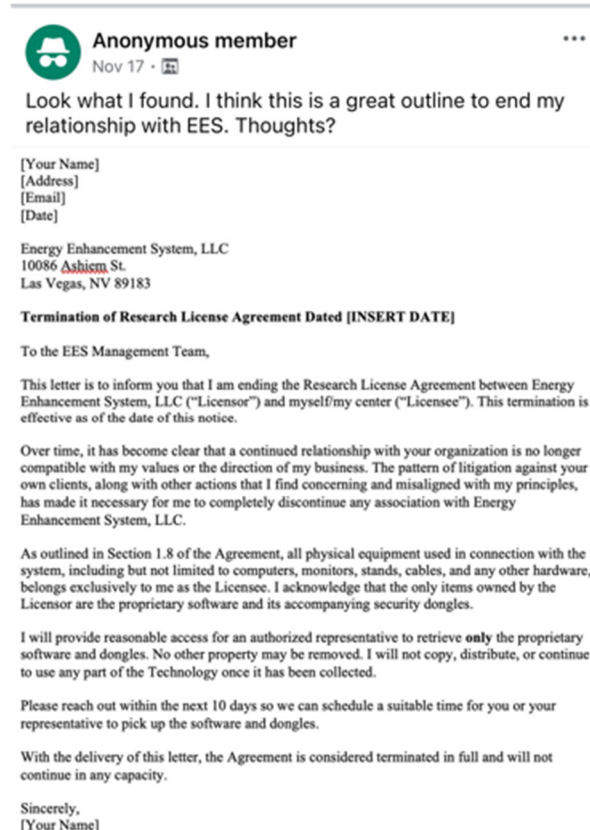 Anonymous member
Nov 17 ·
Look what I found. I think this is a great outline to end my
relationship with EES. Thoughts?
[Your Name]
[Address]
[Email]
[Date]
Energy Enhancement System, LLC
10086 Ashiem St.
Las Vegas, NV 89183
Termination of Research License Agreement Dated [INSERT DATE]
To the EES Management Team,
This letter is to inform you that I am ending the Research License Agreement between Energy
Enhancement System, LLC (“Licensor”) and myself/my center (“Licensee”). This termination is
effective as of the date of this notice.
Over time, it has become clear that a continued relationship with your organization is no longer
compatible with my values or the direction of my business. The pattern of litigation against your
own clients, along with other actions that I find concerning and misaligned with my principles,
has made it necessary for me to completely discontinue any association with Energy
Enhancement System, LLC.
As outlined in Section 1.8 of the Agreement, all physical equipment used in connection with the
system, including but not limited to computers, monitors, stands, cables, and any other hardware,
belongs exclusively to me as the Licensee. I acknowledge that the only items owned by the
Licensor are the proprietary software and its accompanying security dongles.
I will provide reasonable access for an authorized representative to retrieve only the proprietary
software and dongles. No other property may be removed. I will not copy, distribute, or continue
to use any part of the Technology once it has been collected.
Please reach out within the next 10 days so we can schedule a suitable time for you or your
representative to pick up the software and dongles.
With the delivery of this letter, the Agreement is considered terminated in full and will not
continue in any capacity.
Sincerely,
[Your Name]